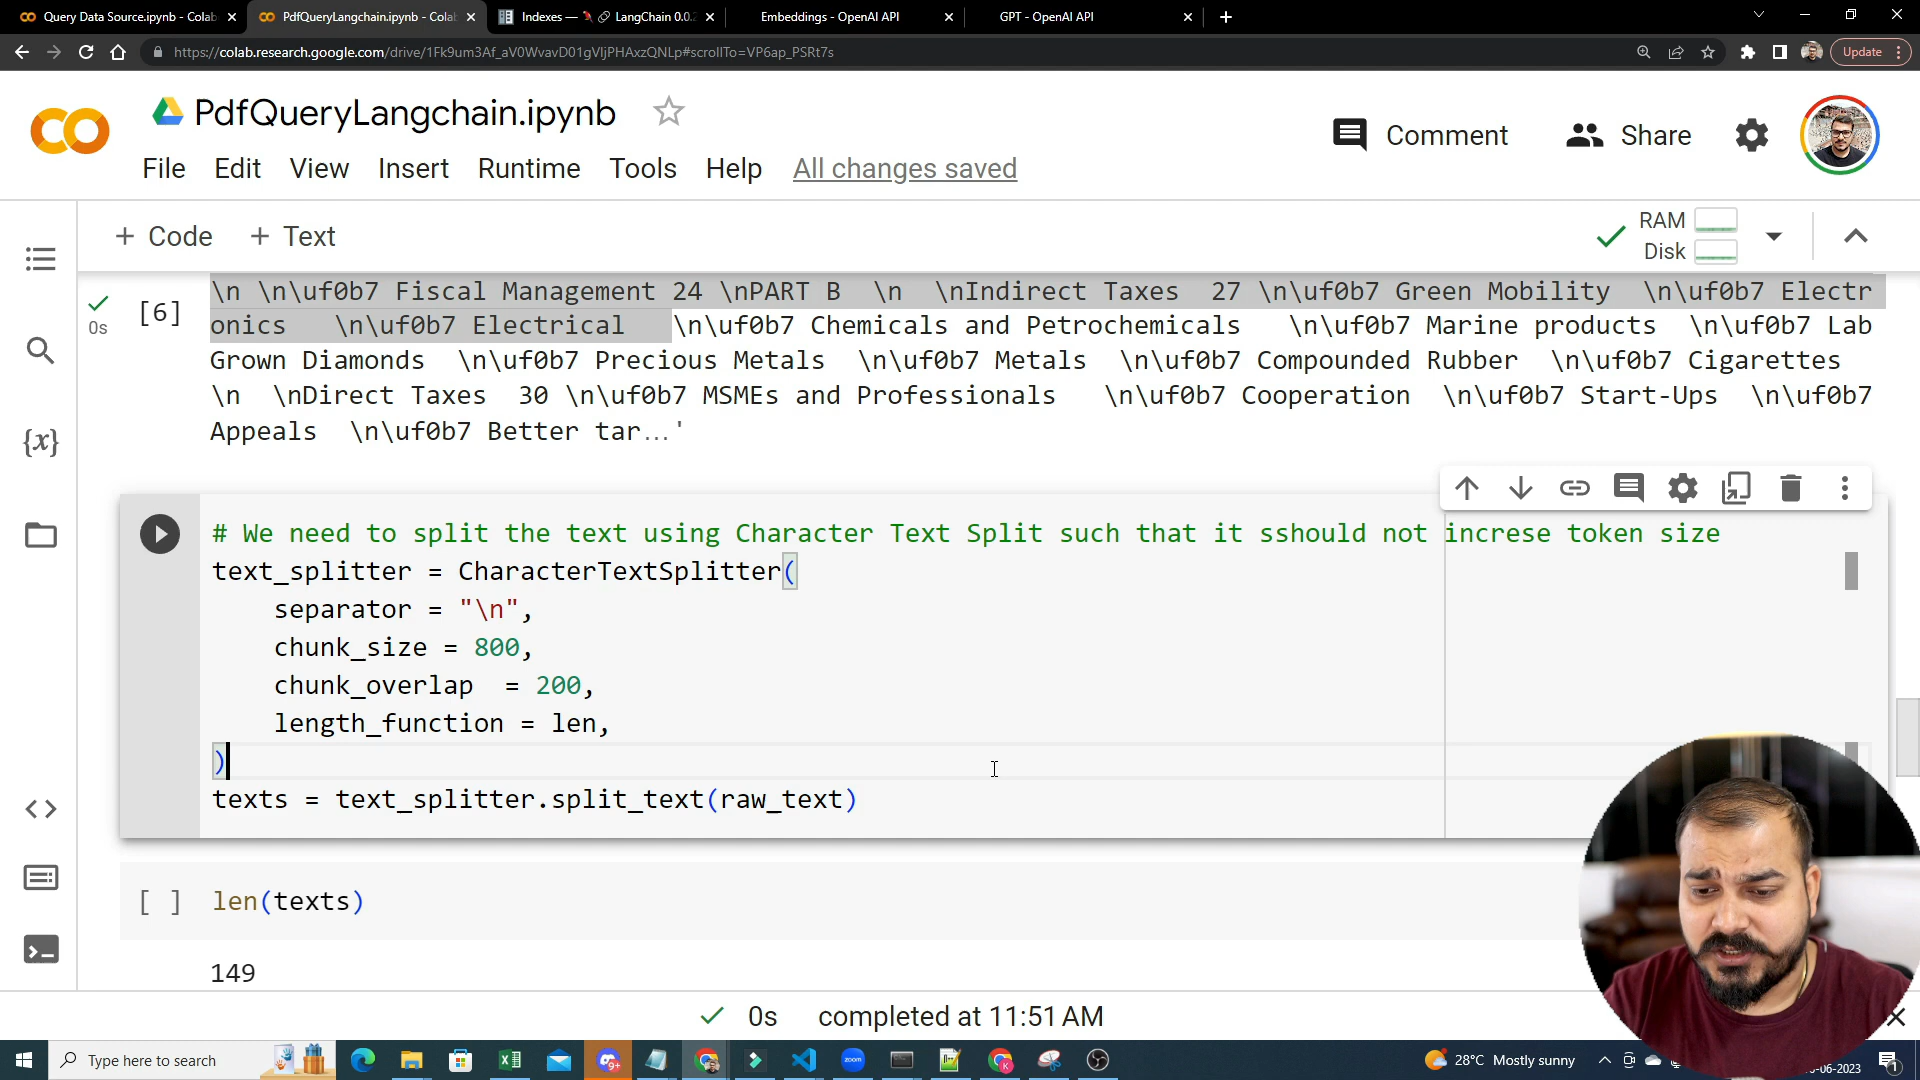 Query Data Source.ipynb - Colab
PdfQueryLangchain.ipynb - Colab
Indexes — LangChain 0.0.
Embeddings - OpenAI API
GPT - OpenAI API
https://colab.research.google.com/drive/1Fk9um3Af_aV0WvavD01gVljPHAxzQNLp#scrollTo=VP6ap_PSRt7s
Update
PdfQueryLangchain.ipynb
Comment
Share
File Edit View Insert Runtime Tools Help All changes saved
+ Code + Text
RAM
Disk
0s
[6]
\n \n\uf0b7 Fiscal Management 24 \nPART B \n \nIndirect Taxes 27 \n\uf0b7 Green Mobility \n\uf0b7 Electr
onics \n\uf0b7 Electrical \n\uf0b7 Chemicals and Petrochemicals \n\uf0b7 Marine products \n\uf0b7 Lab
Grown Diamonds \n\uf0b7 Precious Metals \n\uf0b7 Metals \n\uf0b7 Compounded Rubber \n\uf0b7 Cigarettes
\n \nDirect Taxes 30 \n\uf0b7 MSMEs and Professionals \n\uf0b7 Cooperation \n\uf0b7 Start-Ups \n\uf0b7
Appeals \n\uf0b7 Better tar...'
# We need to split the text using Character Text Split such that it sshould not increse token size
text_splitter = CharacterTextSplitter(
separator = "\n",
chunk_size = 800,
chunk_overlap = 200,
length_function = len,
)
texts = text_splitter.split_text(raw_text)
[ ] len(texts)
149
0s completed at 11:51 AM
Type here to search
9+
zoom
28°C Mostly sunny
-06-2023
1